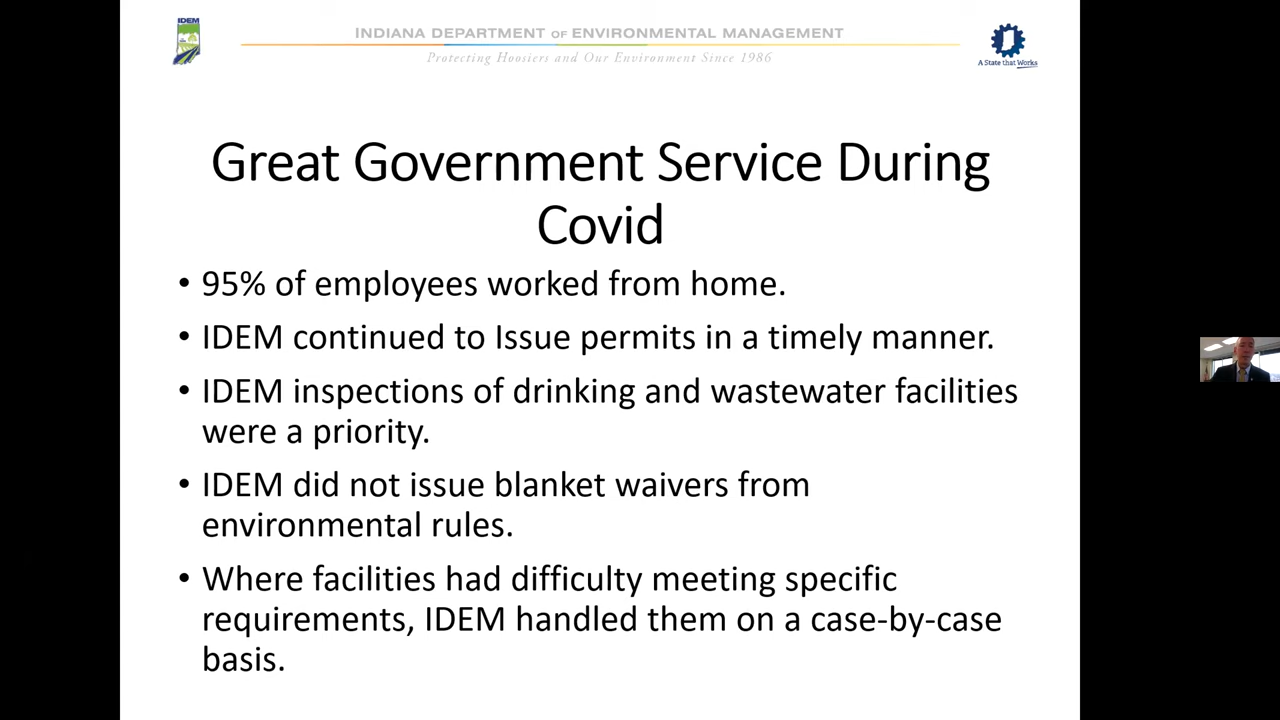 IDEM
INDIANA DEPARTMENT OF ENVIRONMENTAL MANAGEMENT
Protecting Hoosiers and Our Environment Since 1986
A State that Works
Great Government Service During
Covid
• 95% of employees worked from home.
• IDEM continued to Issue permits in a timely manner.
• IDEM inspections of drinking and wastewater facilities
were a priority.
• IDEM did not issue blanket waivers from
environmental rules.
• Where facilities had difficulty meeting specific
requirements, IDEM handled them on a case-by-case
basis.